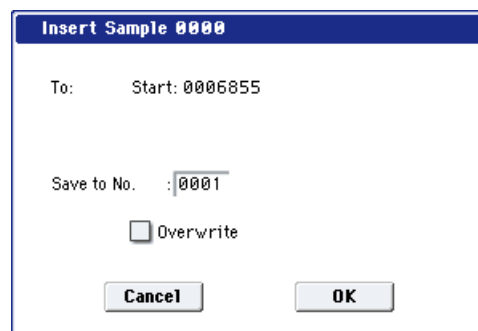 Insert Sample 0000
To: Start: 0006855
Save to No. :0001
Overwrite
Cancel OK